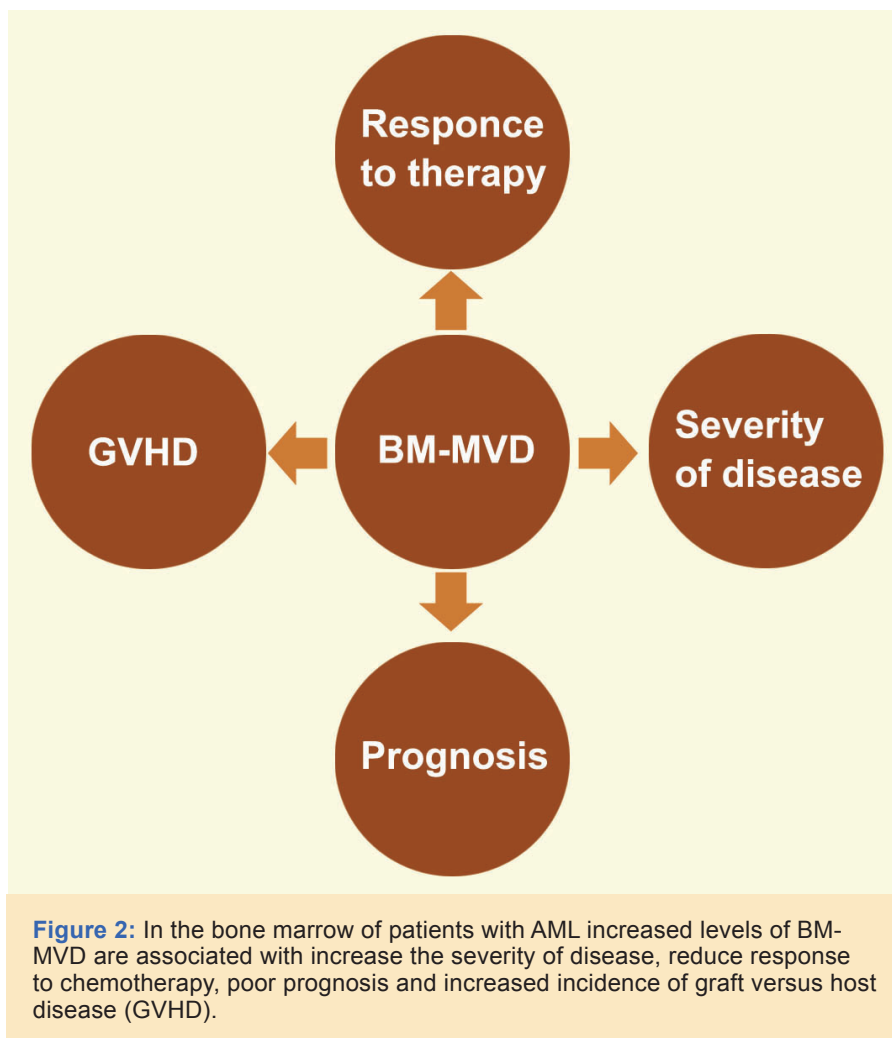 Responce
to therapy
GVHD
BM-MVD
Severity
of disease
Prognosis
Figure 2: In the bone marrow of patients with AML increased levels of BM-
MVD are associated with increase the severity of disease, reduce response
to chemotherapy, poor prognosis and increased incidence of graft versus host
disease (GVHD).